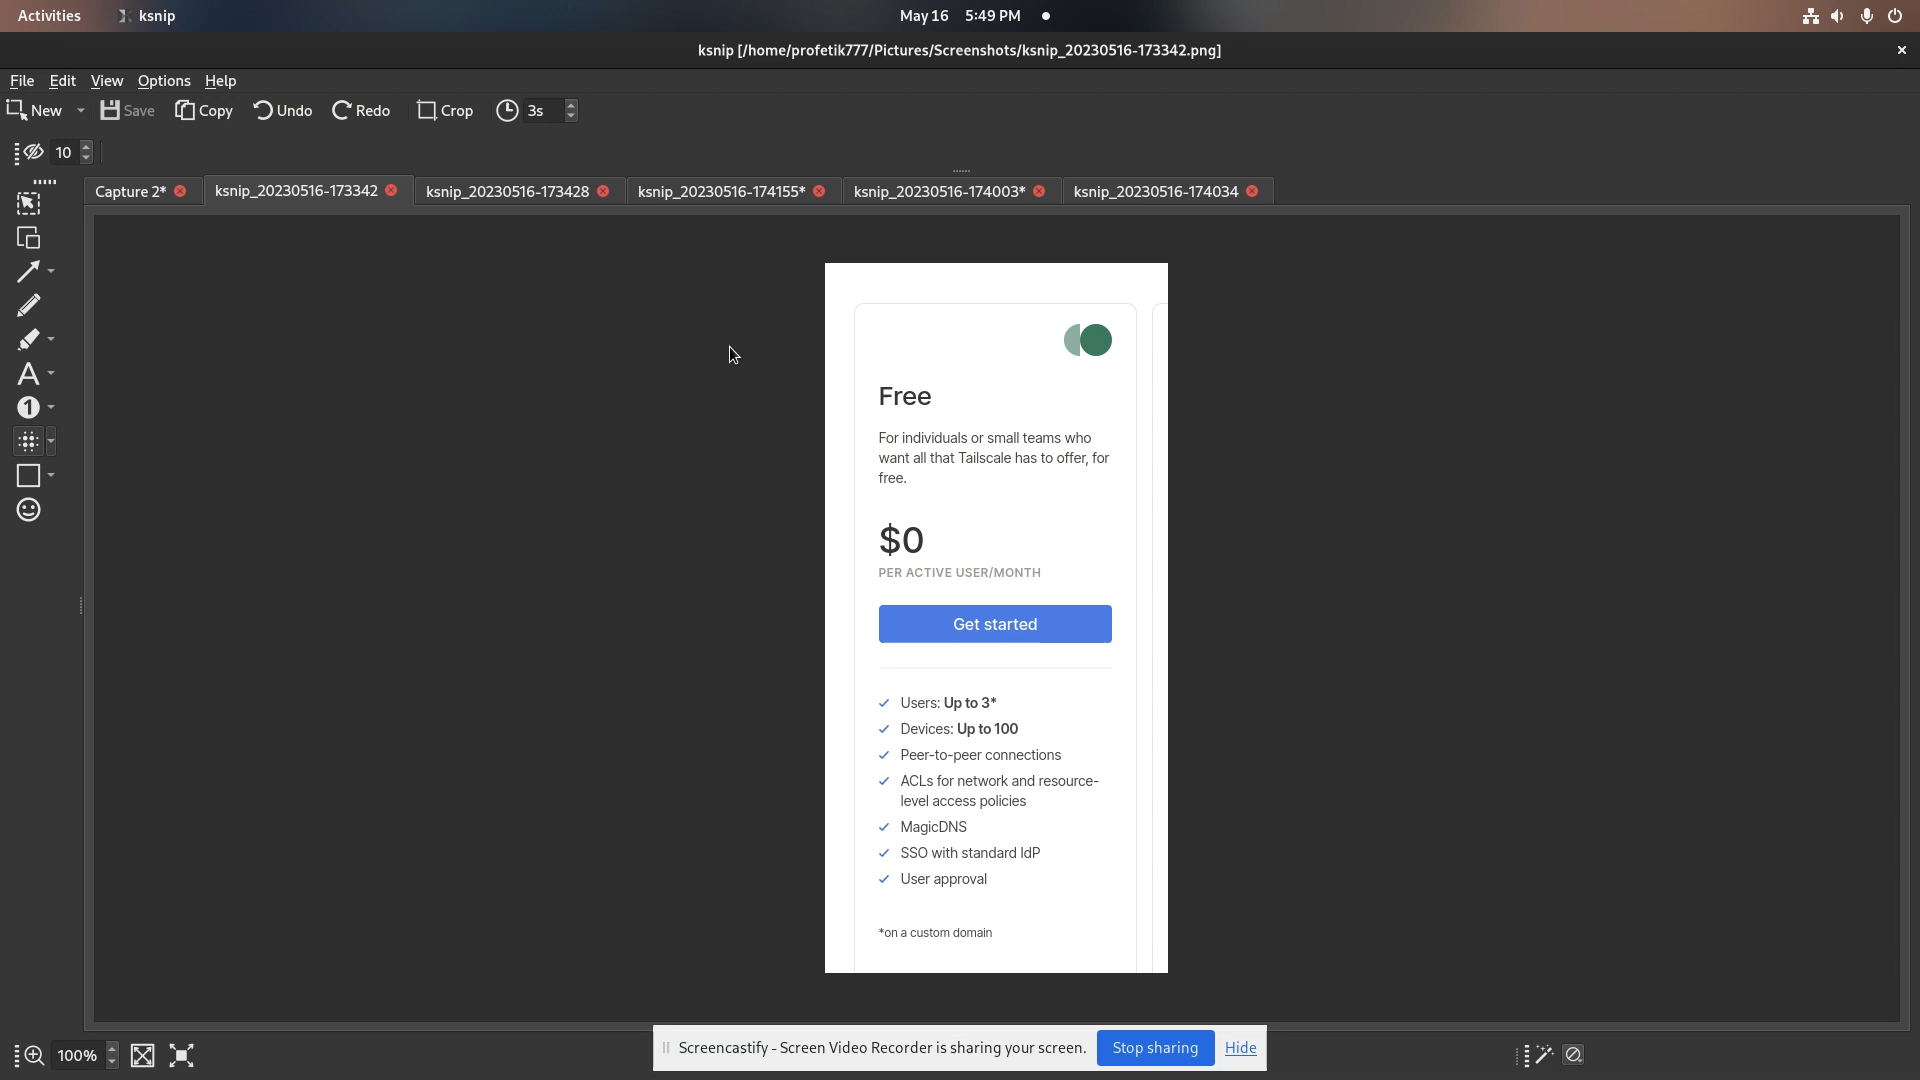 Activities
ksnip
May 16 5:49 PM
ksnip [/home/profetik777/Pictures/Screenshots/ksnip_20230516-173342.png]
File Edit View Options Help
New Save Copy Undo Redo Crop 3s
10
Capture 2* ksnip_20230516-173342 ksnip_20230516-173428 ksnip_20230516-174155* ksnip_20230516-174003* ksnip_20230516-174034
A
1
Free
For individuals or small teams who
want all that Tailscale has to offer, for
free.
$0
PER ACTIVE USER/MONTH
Get started
Users: Up to 3*
Devices: Up to 100
Peer-to-peer connections
ACLs for network and resource-
level access policies
MagicDNS
SSO with standard IdP
User approval
*on a custom domain
100%
Screencastify - Screen Video Recorder is sharing your screen. Stop sharing Hide